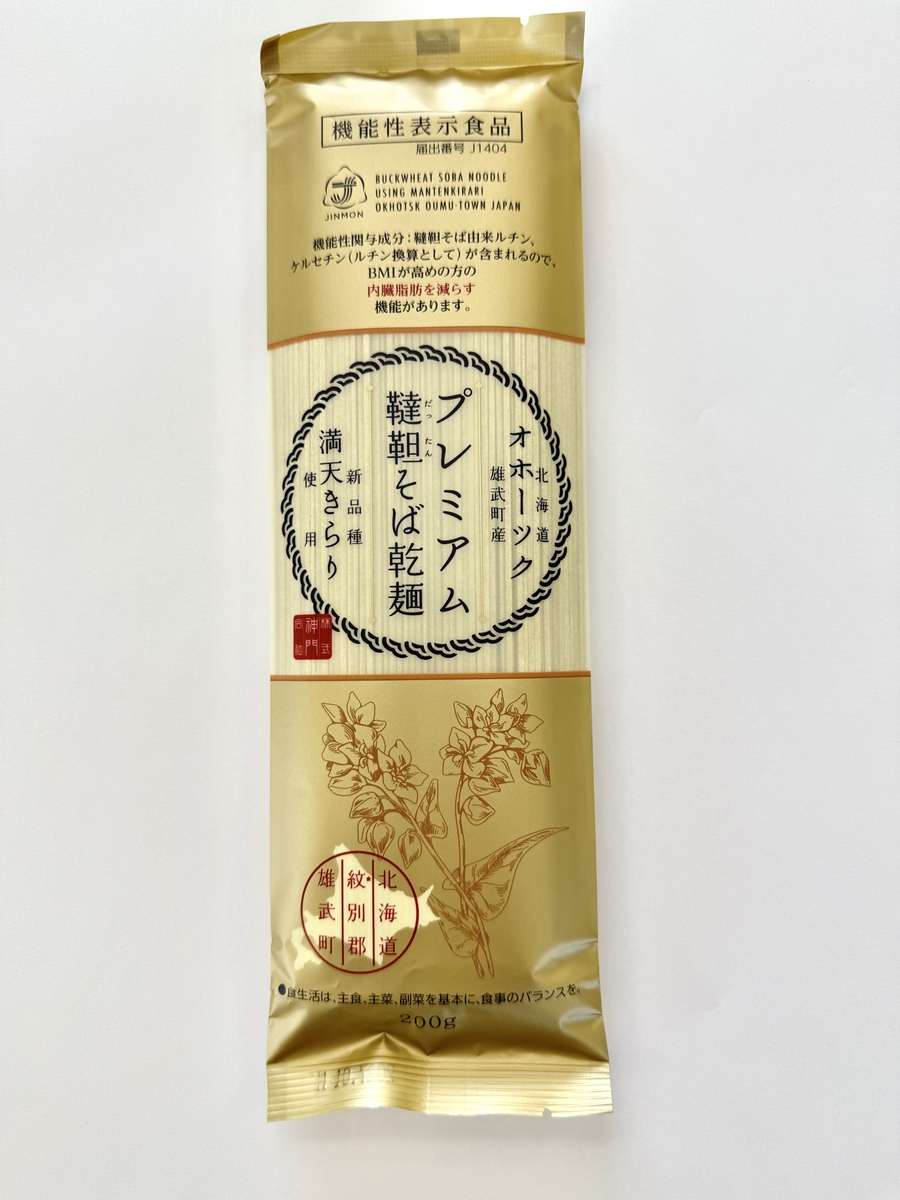 機能性表示食品
届出番号 J1404
JINMON
BUCKWHEAT SOBA NOODLE
USING MANTENKIRARI
OKHOTSK OUMU-TOWN JAPAN
機能性関与成分:韃靼そば由来ルチン、
ケルセチン(ルチン換算として)が含まれるので、
BMIが高めの方の
内臓脂肪を減らす
機能があります。
北海道
オホーツク
雄武町産
プレミアム
韃靼そば乾麺
だったん
新品種
満天きらり
使用
株式
神門
会社
北海道
紋別郡
雄武町
●食生活は、主食、主菜、副菜を基本に、食事のバランスを。
200g